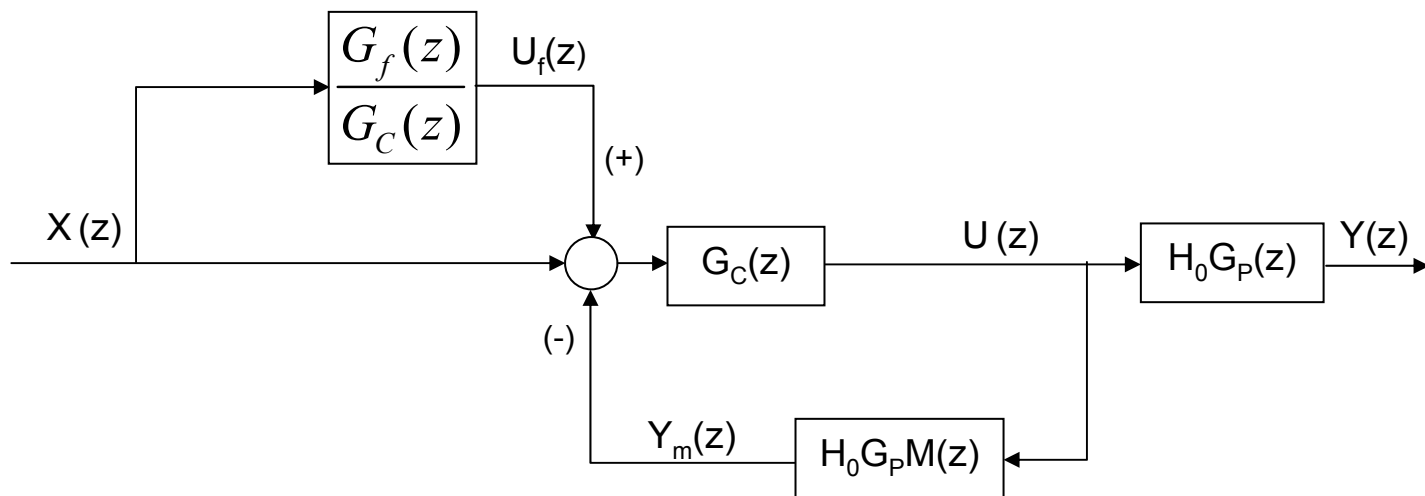 G_f(z)
G_C(z)
U_f(z)
(+)
X(z)
G_C(z)
U(z)
H_0G_P(z)
Y(z)
(-)
Y_m(z)
H_0G_PM(z)